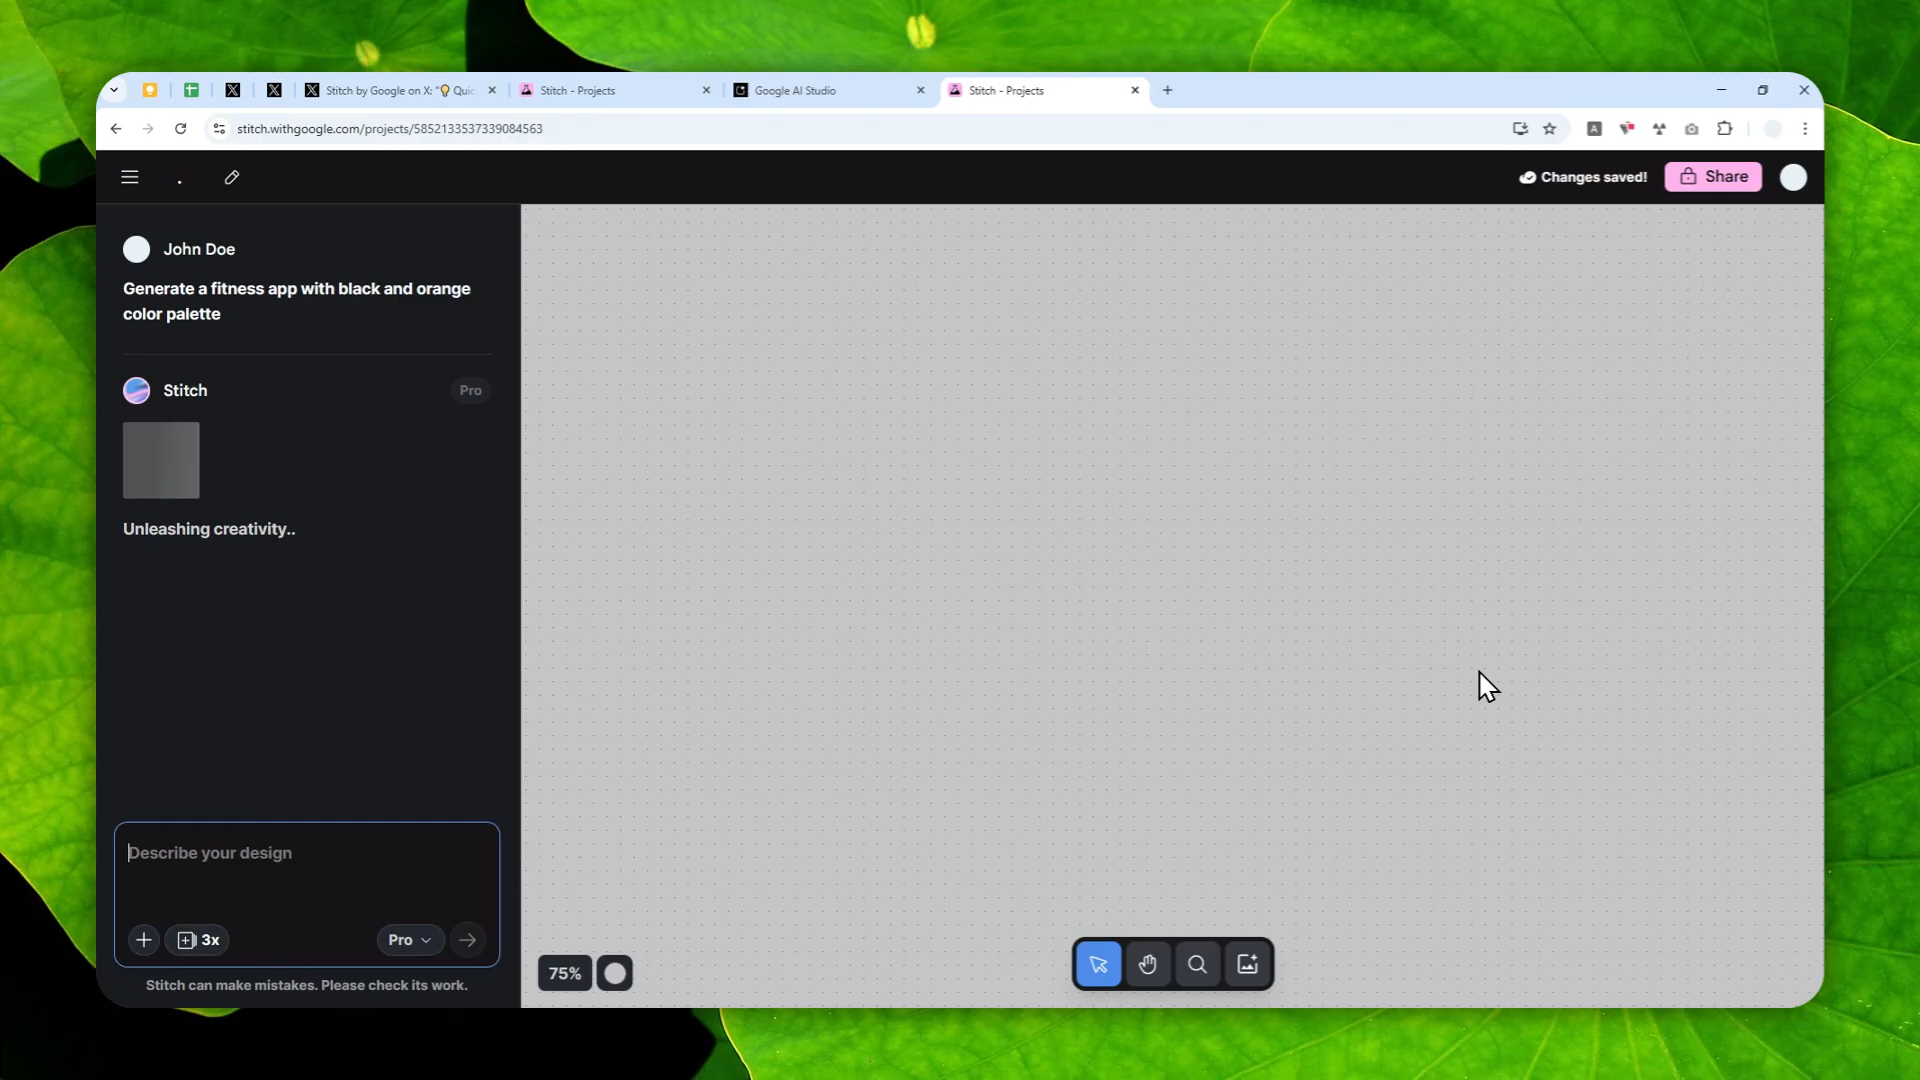 Stitch by Google on X: "💡 Quic
Stitch - Projects
Google AI Studio
Stitch - Projects
stitch.withgoogle.com/projects/5852133537339084563
.
Changes saved!
Share
John Doe
Generate a fitness app with black and orange
color palette
Stitch
Pro
Unleashing creativity..
Describe your design
3x
Pro
Stitch can make mistakes. Please check its work.
75%